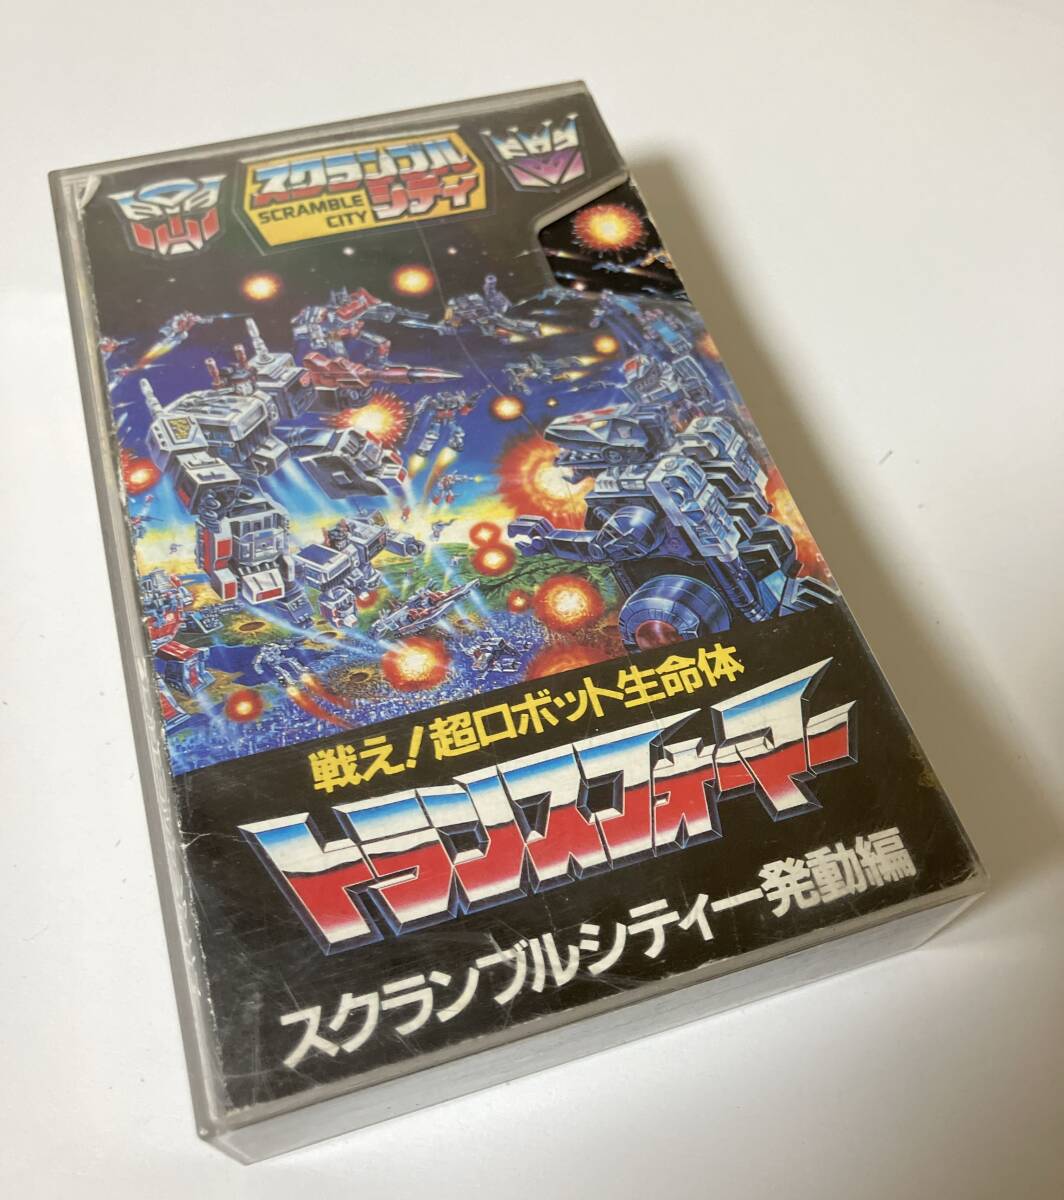 スクランブル
シティ
SCRAMBLE
CITY
戦え!超ロボット生命体
トランスフォーマー
スクランブルシティー発動編